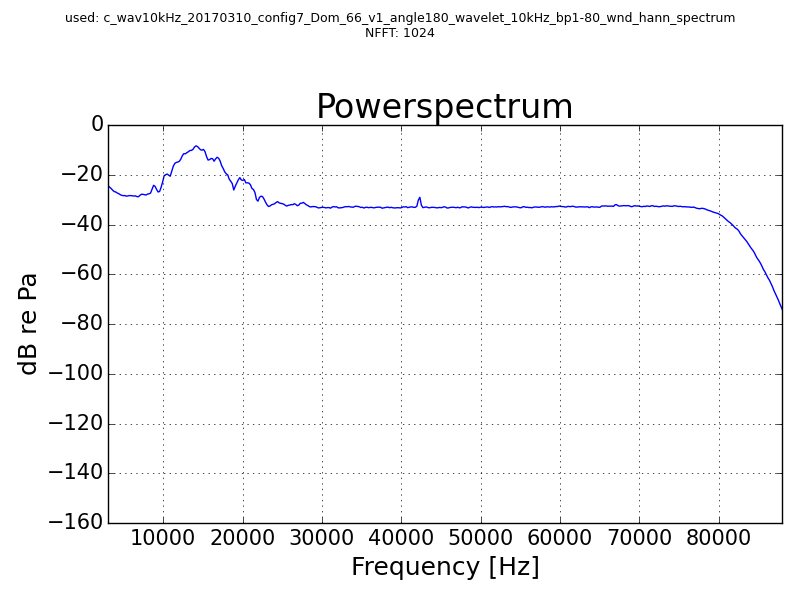 used: c_wav10kHz_20170310_config7_Dom_66_v1_angle180_wavelet_10kHz_bp1-80_wnd_hann_spectrum
NFFT: 1024
Powerspectrum
0
−20
−40
−60
−80
−100
−120
−140
−160
dB re Pa
10000 20000 30000 40000 50000 60000 70000 80000
Frequency [Hz]